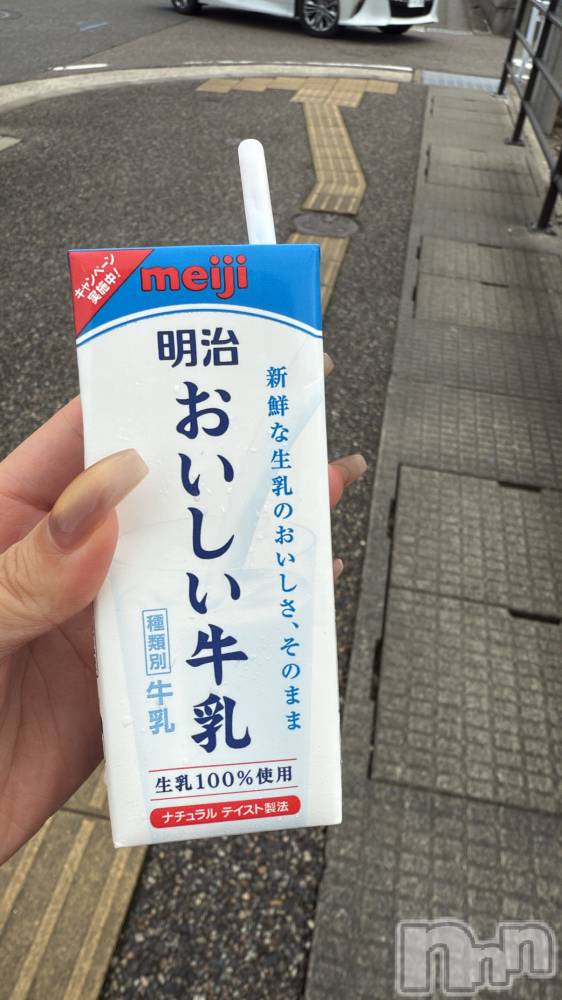 キャンペーン
実施中!
meiji
明治
おいしい牛乳
新鮮な生乳のおいしさ、そのまま
種類別
牛乳
生乳100%使用
ナチュラル テイスト製法
nnn